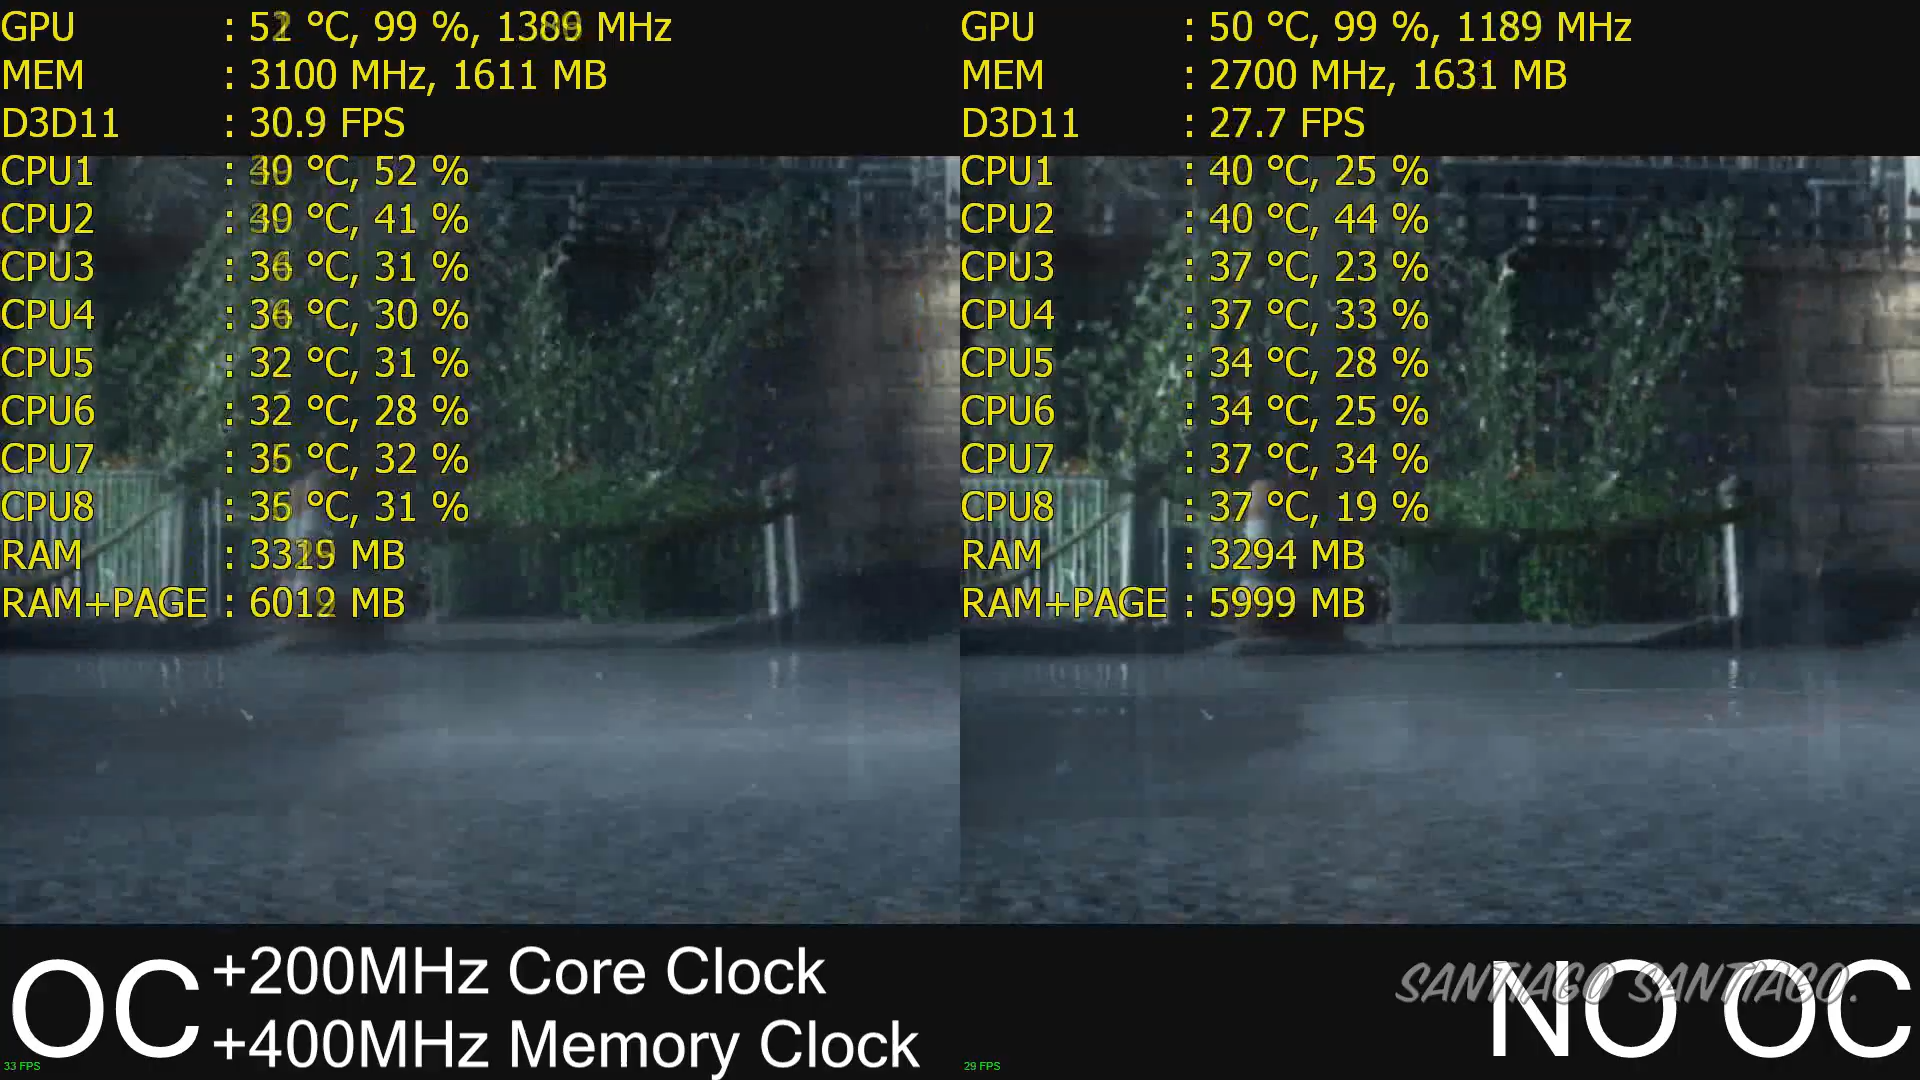 GPU : 52 °C, 99 %, 1389 MHz
MEM : 3100 MHz, 1611 MB
D3D11 : 30.9 FPS
CPU1 : °C, 52 %
CPU2 : °C, 41 %
CPU3 : 36 °C, 31 %
CPU4 : 36 °C, 30 %
CPU5 : 32 °C, 31 %
CPU6 : 32 °C, 28 %
CPU7 : 35 °C, 32 %
CPU8 : 35 °C, 31 %
RAM : MB
RAM+PAGE : MB
GPU : 50 °C, 99 %, 1189 MHz
MEM : 2700 MHz, 1631 MB
D3D11 : 27.7 FPS
CPU1 : 40 °C, 25 %
CPU2 : 40 °C, 44 %
CPU3 : 37 °C, 23 %
CPU4 : 37 °C, 33 %
CPU5 : 34 °C, 28 %
CPU6 : 34 °C, 25 %
CPU7 : 37 °C, 34 %
CPU8 : 37 °C, 19 %
RAM : 3294 MB
RAM+PAGE : 5999 MB
OC
+200MHz Core Clock
+400MHz Memory Clock
33 FPS
NO OC
SANTIAGO SANTIAGO.
29 FPS